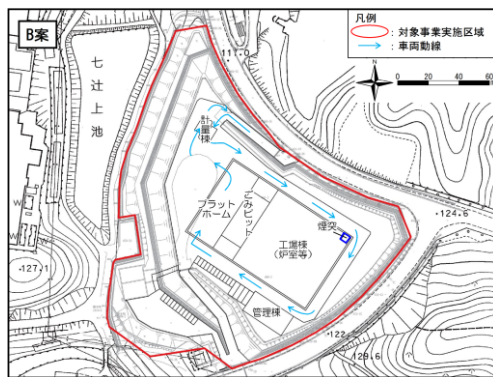 B案
凡例
：対象事業実施区域
：車両動線
0 20 40 60
七辻上池
111.0
計量棟
プラットホーム
ごみピット
煙突
工場棟
（炉室等）
管理棟
124.6
127.1
122
129.6